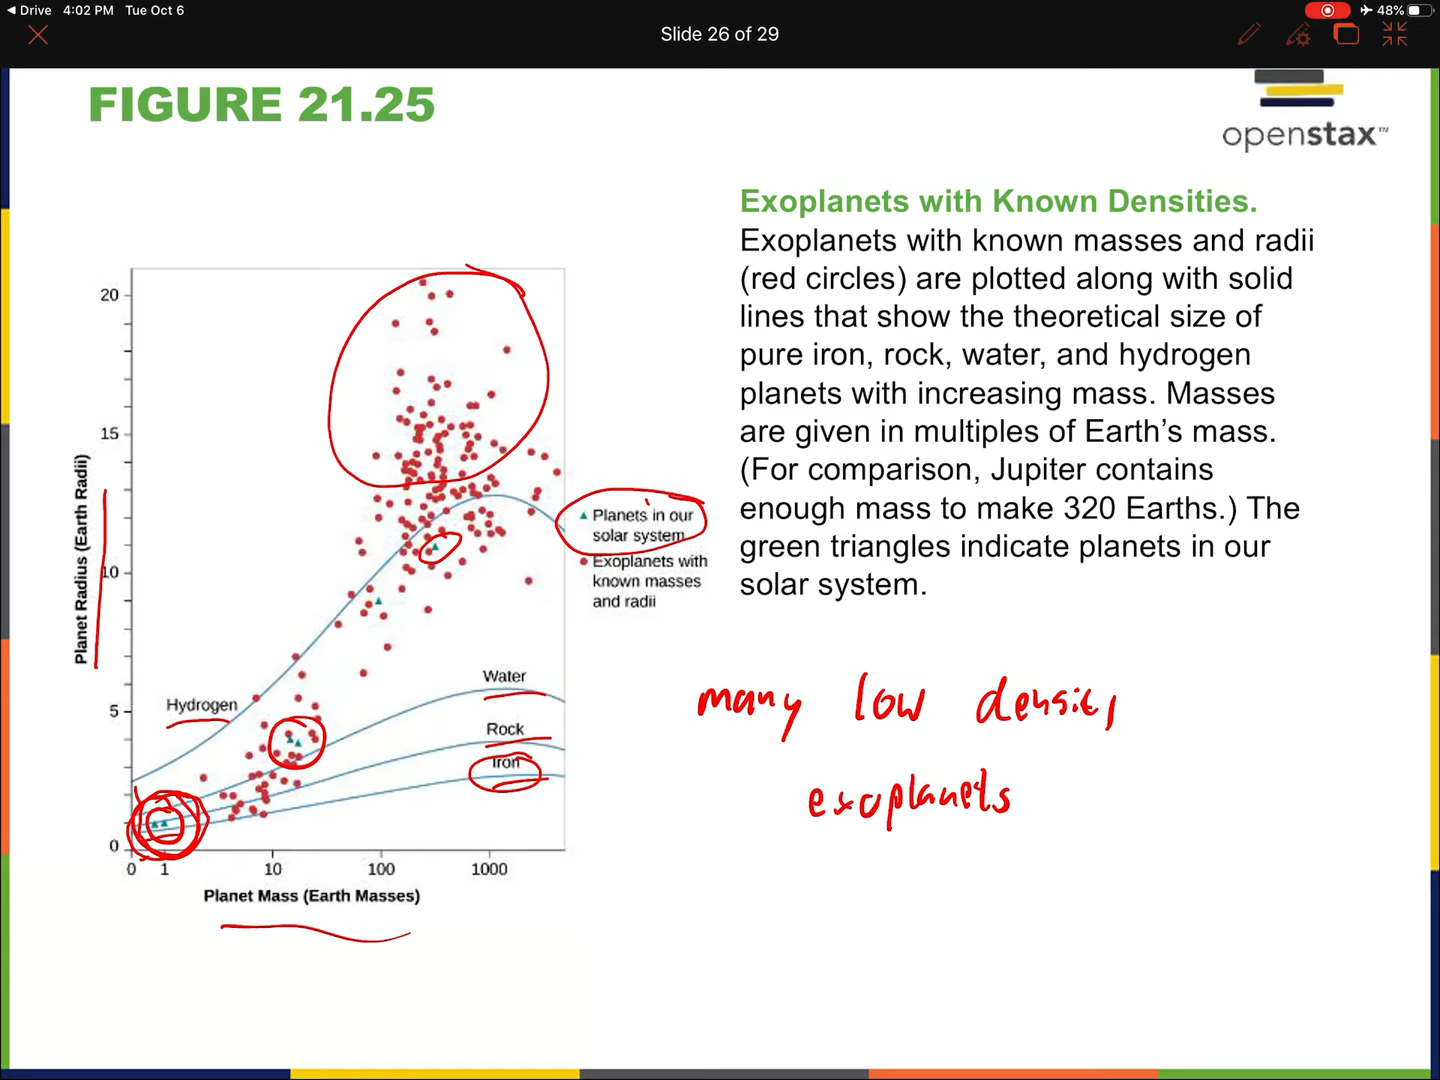 Drive 4:02 PM Tue Oct 6
48%
Slide 26 of 29
FIGURE 21.25
openstax™
Exoplanets with Known Densities.
Exoplanets with known masses and radii
(red circles) are plotted along with solid
lines that show the theoretical size of
pure iron, rock, water, and hydrogen
planets with increasing mass. Masses
are given in multiples of Earth's mass.
(For comparison, Jupiter contains
enough mass to make 320 Earths.) The
green triangles indicate planets in our
solar system.
20
15
10
5
0
Planet Radius (Earth Radii)
Planets in our
solar system
Exoplanets with
known masses
and radii
Hydrogen
Water
Rock
Iron
0 1 10 100 1000
Planet Mass (Earth Masses)
many low density
exoplanets